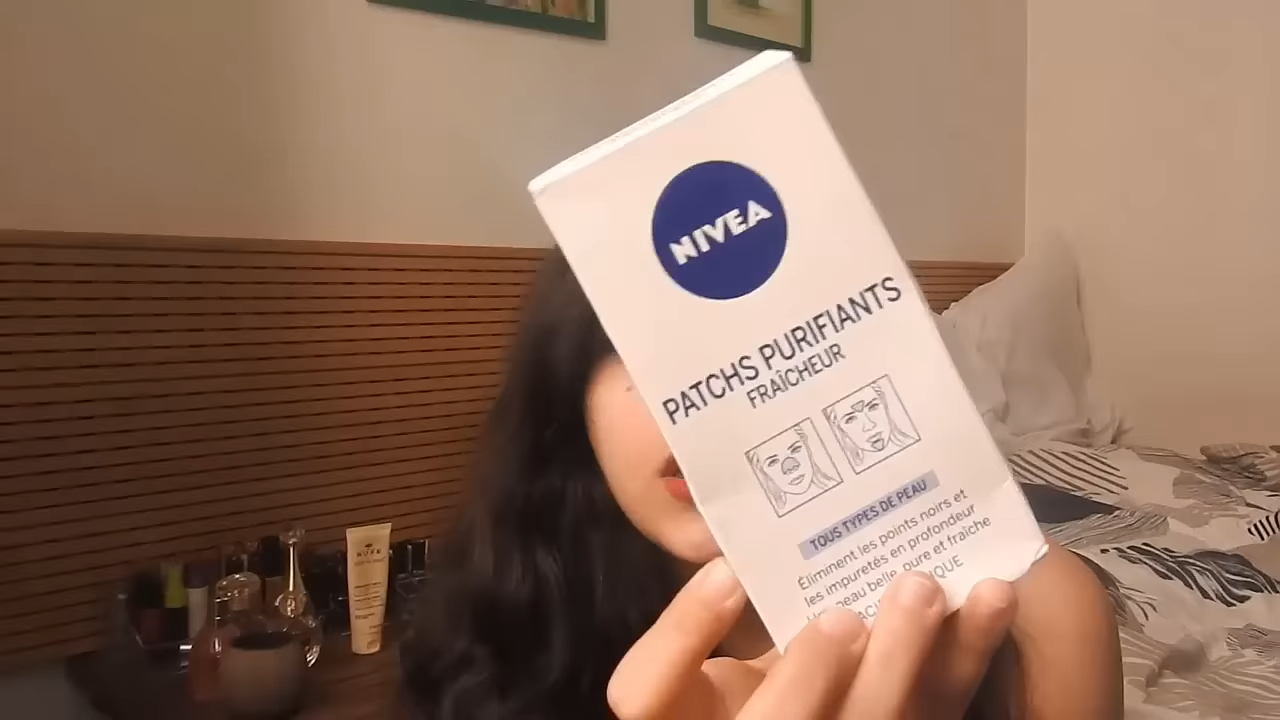 NIVEA
PATCHS PURIFIANTS
FRAÎCHEUR
TOUS TYPES DE PEAU
Éliminent les points noirs et
les impuretés en profondeur
peau belle, pure et fraîche
NUXE